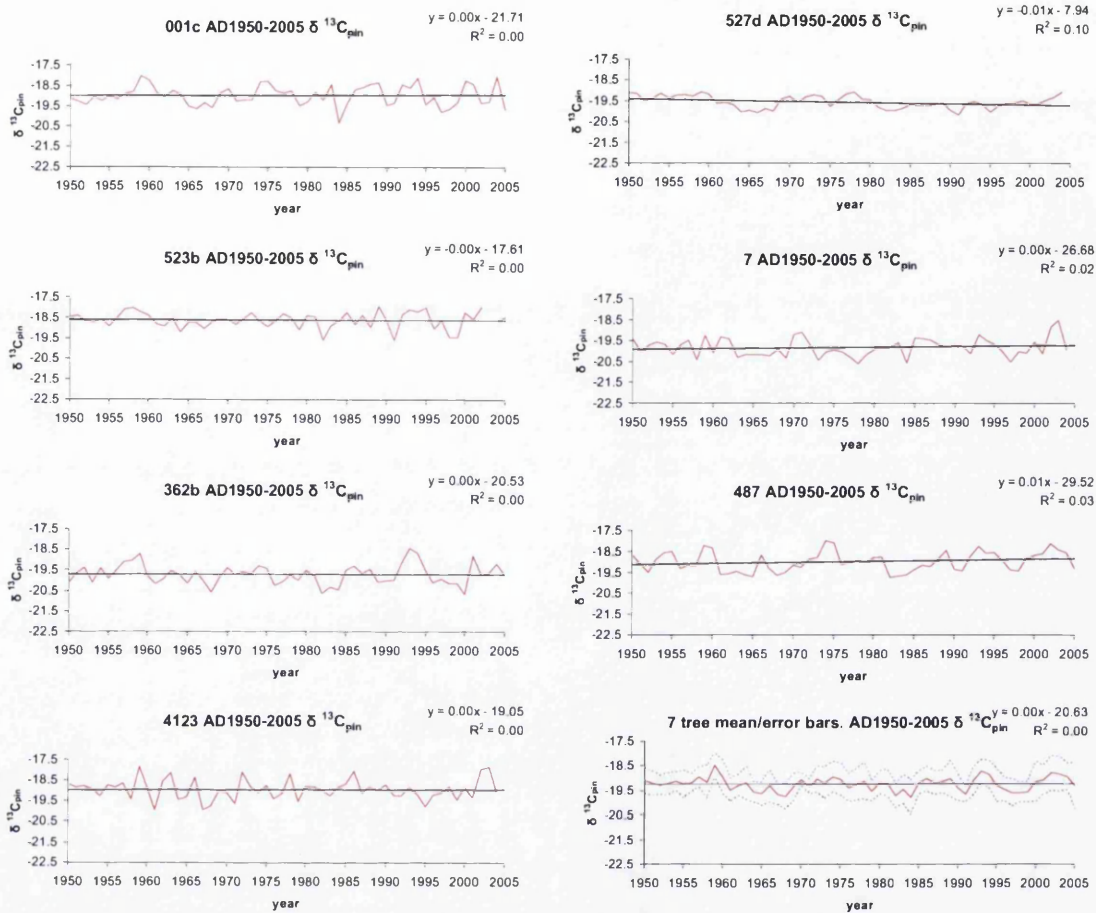 001c AD1950-2005 δ ¹³Cpin
y = 0.00x - 21.71
R² = 0.00
-17.5
-18.5
-19.5
-20.5
-21.5
-22.5
δ ¹³Cpin
1950 1955 1960 1965 1970 1975 1980 1985 1990 1995 2000 2005
year
527d AD1950-2005 δ ¹³Cpin
y = -0.01x - 7.94
R² = 0.10
-17.5
-18.5
-19.5
-20.5
-21.5
-22.5
δ ¹³Cpin
1950 1955 1960 1965 1970 1975 1980 1985 1990 1995 2000 2005
year
523b AD1950-2005 δ ¹³Cpin
y = -0.00x - 17.61
R² = 0.00
-17.5
-18.5
-19.5
-20.5
-21.5
-22.5
δ ¹³Cpin
1950 1955 1960 1965 1970 1975 1980 1985 1990 1995 2000 2005
year
7 AD1950-2005 δ ¹³Cpin
y = 0.00x - 26.68
R² = 0.02
-17.5
-18.5
-19.5
-20.5
-21.5
-22.5
δ ¹³Cpin
1950 1955 1960 1965 1970 1975 1980 1985 1990 1995 2000 2005
year
362b AD1950-2005 δ ¹³Cpin
y = 0.00x - 20.53
R² = 0.00
-17.5
-18.5
-19.5
-20.5
-21.5
-22.5
δ ¹³Cpin
1950 1955 1960 1965 1970 1975 1980 1985 1990 1995 2000 2005
year
487 AD1950-2005 δ ¹³Cpin
y = 0.01x - 29.52
R² = 0.03
-17.5
-18.5
-19.5
-20.5
-21.5
-22.5
δ ¹³Cpin
1950 1955 1960 1965 1970 1975 1980 1985 1990 1995 2000 2005
year
4123 AD1950-2005 δ ¹³Cpin
y = 0.00x - 19.05
R² = 0.00
-17.5
-18.5
-19.5
-20.5
-21.5
-22.5
δ ¹³Cpin
1950 1955 1960 1965 1970 1975 1980 1985 1990 1995 2000 2005
year
7 tree mean/error bars. AD1950-2005 δ ¹³Cpin
y = 0.00x - 20.63
R² = 0.00
-17.5
-18.5
-19.5
-20.5
-21.5
-22.5
δ ¹³Cpin
1950 1955 1960 1965 1970 1975 1980 1985 1990 1995 2000 2005
year